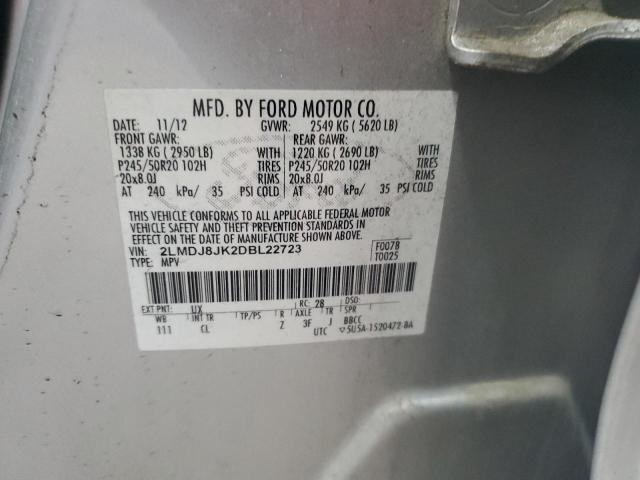 MFD. BY FORD MOTOR CO.
DATE: 11/12 GVWR: 2549 KG ( 5620 LB)
FRONT GAWR: REAR GAWR:
1338 KG ( 2950 LB) WITH 1220 KG ( 2690 LB) WITH
P245/50R20 102H TIRES P245/50R20 102H TIRES
20x8.0J RIMS 20x8.0J RIMS
AT 240 kPa/ 35 PSI COLD AT 240 kPa/ 35 PSI COLD
THIS VEHICLE CONFORMS TO ALL APPLICABLE FEDERAL MOTOR
VEHICLE SAFETY AND THEFT PREVENTION STANDARDS IN
EFFECT ON THE DATE OF MANUFACTURE SHOWN ABOVE.
VIN: 2LMDJ8JK2DBL22723 F0078
TYPE: MPV T0025
EXT PNT: UX RC: 28 DSO:
WB INT TR TP/PS R AXLE TR SPR
111 CL Z 3F J BBCC
UTC ▽5U5A-1520472-BA